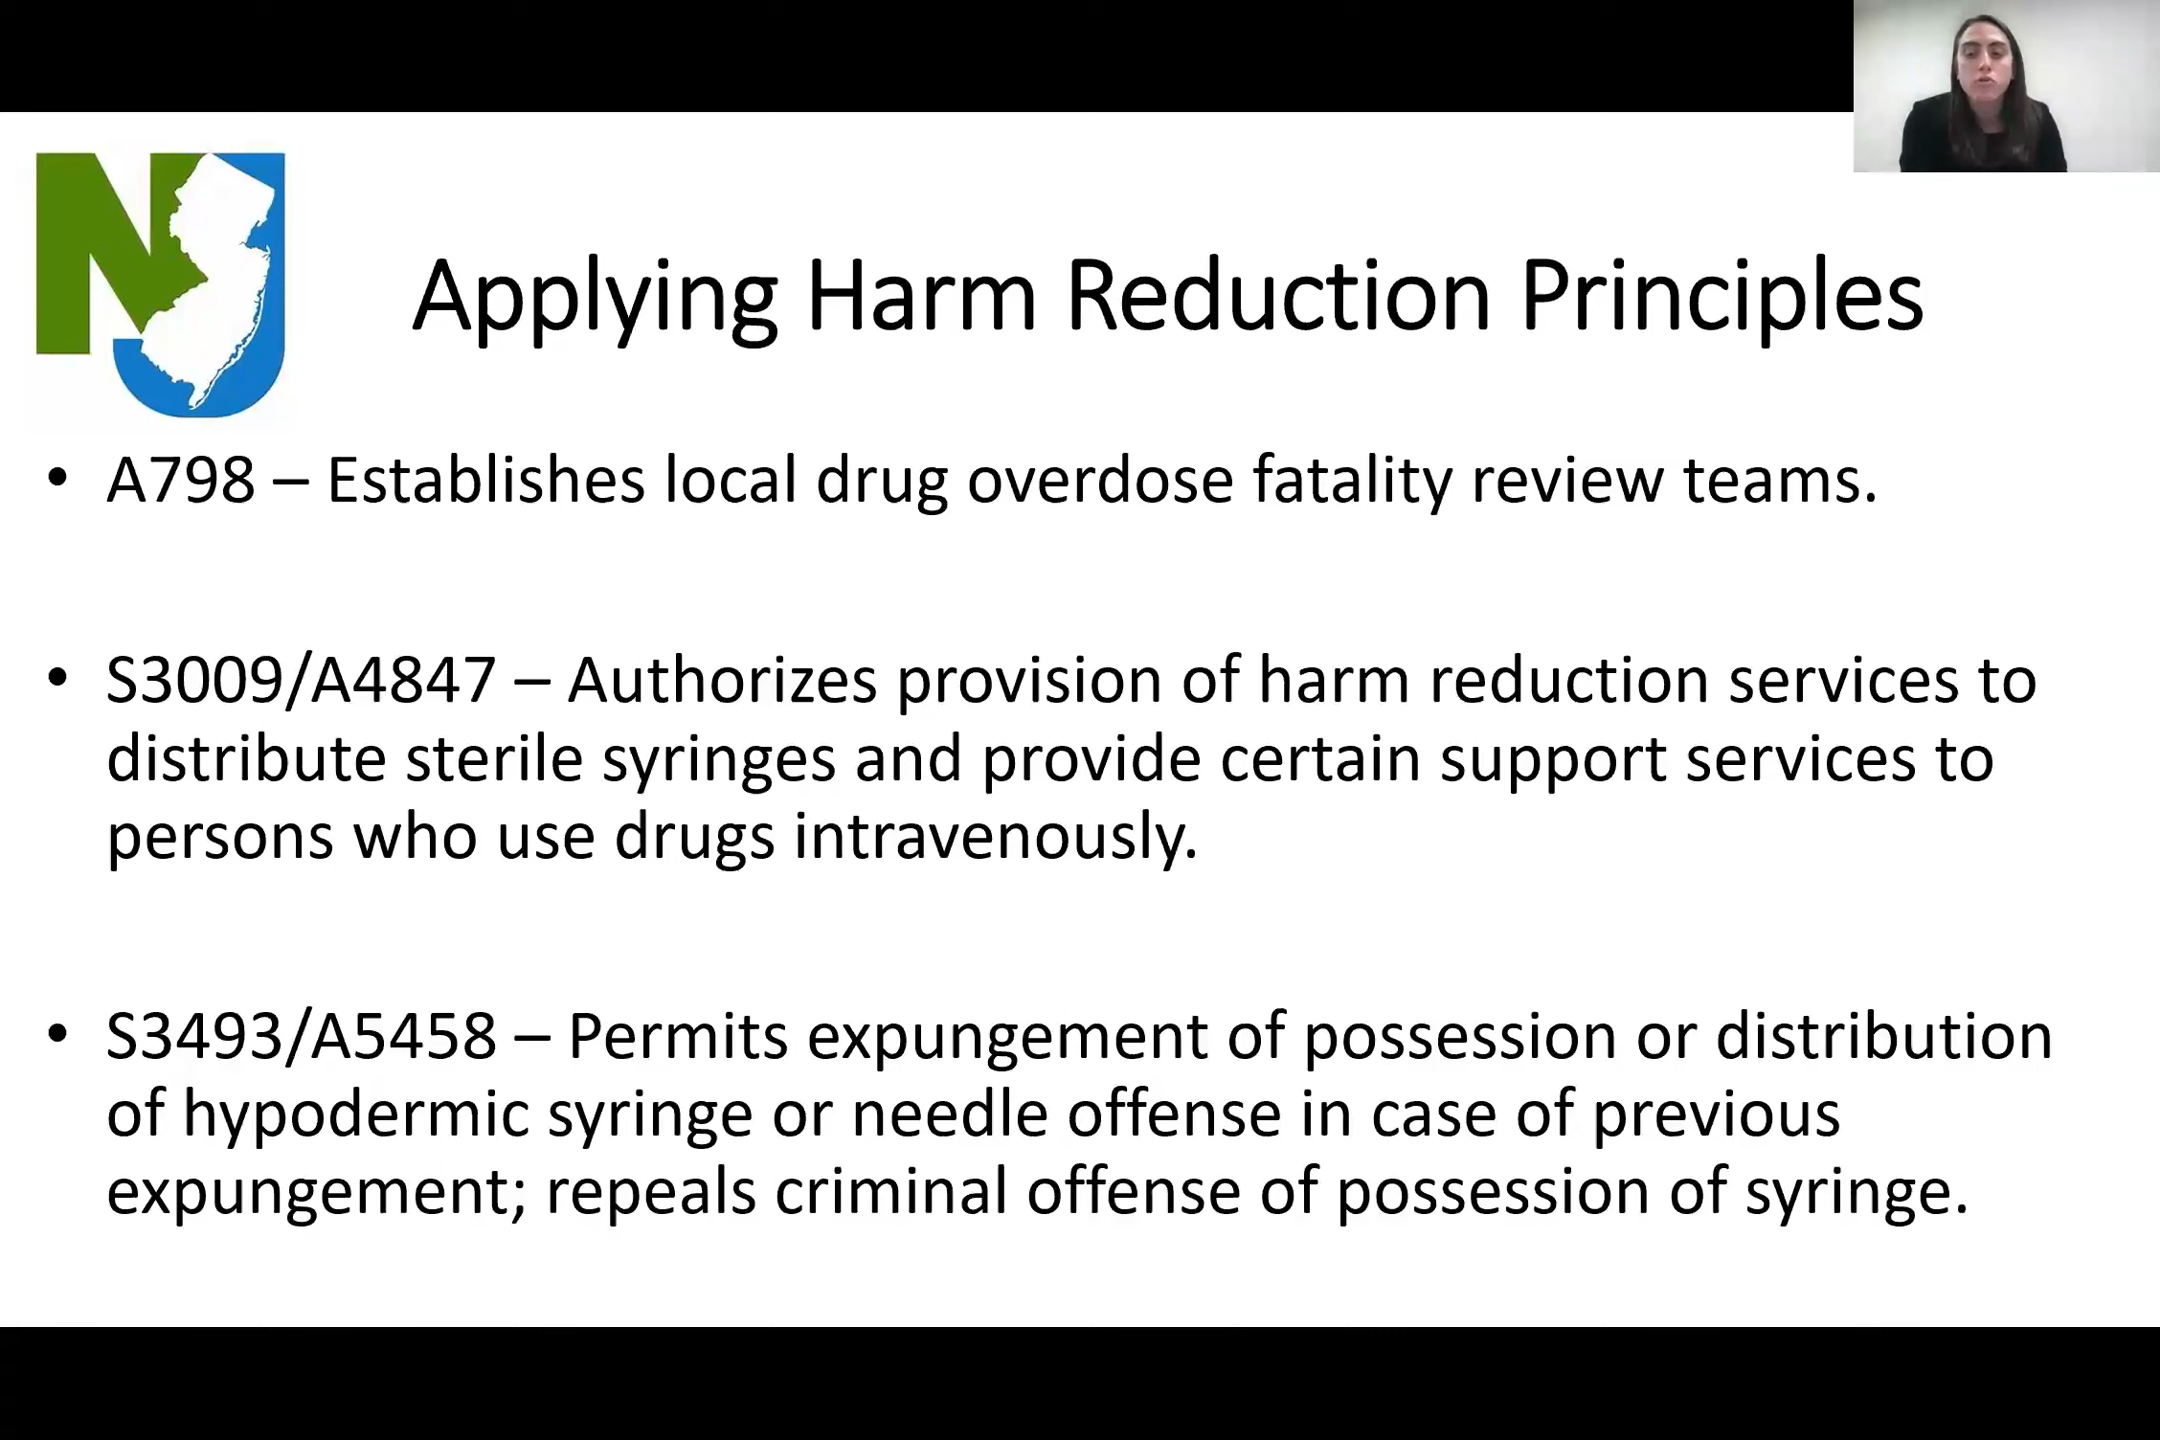 NJ
Applying Harm Reduction Principles
• A798 – Establishes local drug overdose fatality review teams.
• S3009/A4847 – Authorizes provision of harm reduction services to
distribute sterile syringes and provide certain support services to
persons who use drugs intravenously.
• S3493/A5458 – Permits expungement of possession or distribution
of hypodermic syringe or needle offense in case of previous
expungement; repeals criminal offense of possession of syringe.